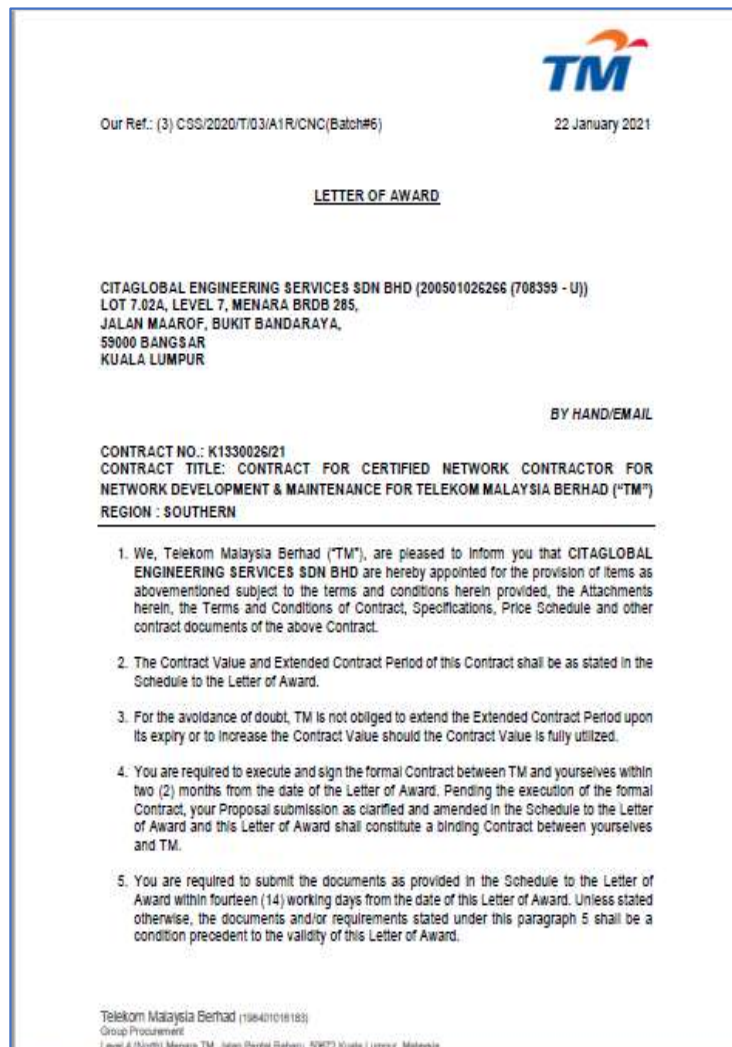 TM
Our Ref.: (3) CSS/2020/T/03/A1R/CNC(Batch#6) 22 January 2021
LETTER OF AWARD
CITAGLOBAL ENGINEERING SERVICES SDN BHD (200501026266 (708399 - U))
LOT 7.02A, LEVEL 7, MENARA BRDB 285,
JALAN MAAROF, BUKIT BANDARAYA,
59000 BANGSAR
KUALA LUMPUR
BY HAND/EMAIL
CONTRACT NO.: K1330026/21
CONTRACT TITLE: CONTRACT FOR CERTIFIED NETWORK CONTRACTOR FOR
NETWORK DEVELOPMENT & MAINTENANCE FOR TELEKOM MALAYSIA BERHAD ("TM")
REGION : SOUTHERN
1. We, Telekom Malaysia Berhad ("TM"), are pleased to inform you that CITAGLOBAL
ENGINEERING SERVICES SDN BHD are hereby appointed for the provision of items as
abovementioned subject to the terms and conditions herein provided, the Attachments
herein, the Terms and Conditions of Contract, Specifications, Price Schedule and other
contract documents of the above Contract.
2. The Contract Value and Extended Contract Period of this Contract shall be as stated in the
Schedule to the Letter of Award.
3. For the avoidance of doubt, TM is not obliged to extend the Extended Contract Period upon
its expiry or to increase the Contract Value should the Contract Value is fully utilized.
4. You are required to execute and sign the formal Contract between TM and yourselves within
two (2) months from the date of the Letter of Award. Pending the execution of the formal
Contract, your Proposal submission as clarified and amended in the Schedule to the Letter
of Award and this Letter of Award shall constitute a binding Contract between yourselves
and TM.
5. You are required to submit the documents as provided in the Schedule to the Letter of
Award within fourteen (14) working days from the date of this Letter of Award. Unless stated
otherwise, the documents and/or requirements stated under this paragraph 5 shall be a
condition precedent to the validity of this Letter of Award.
Telekom Malaysia Berhad (198401016183)
Group Procurement
Level 4 (North) Menara TM, Jalan Pantai Baharu, 50672 Kuala Lumpur, Malaysia